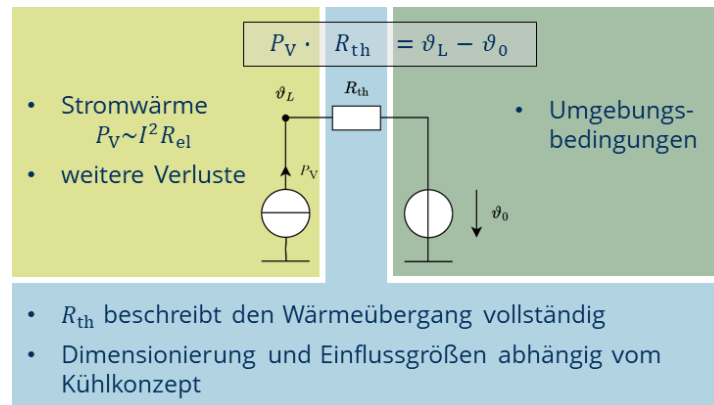 P_V · R_th = ϑ_L − ϑ_0
• Stromwärme
P_V~I²R_el
• weitere Verluste
ϑ_L
R_th
P_V
ϑ_0
• Umgebungs-
bedingungen
• R_th beschreibt den Wärmeübergang vollständig
• Dimensionierung und Einflussgrößen abhängig vom
Kühlkonzept